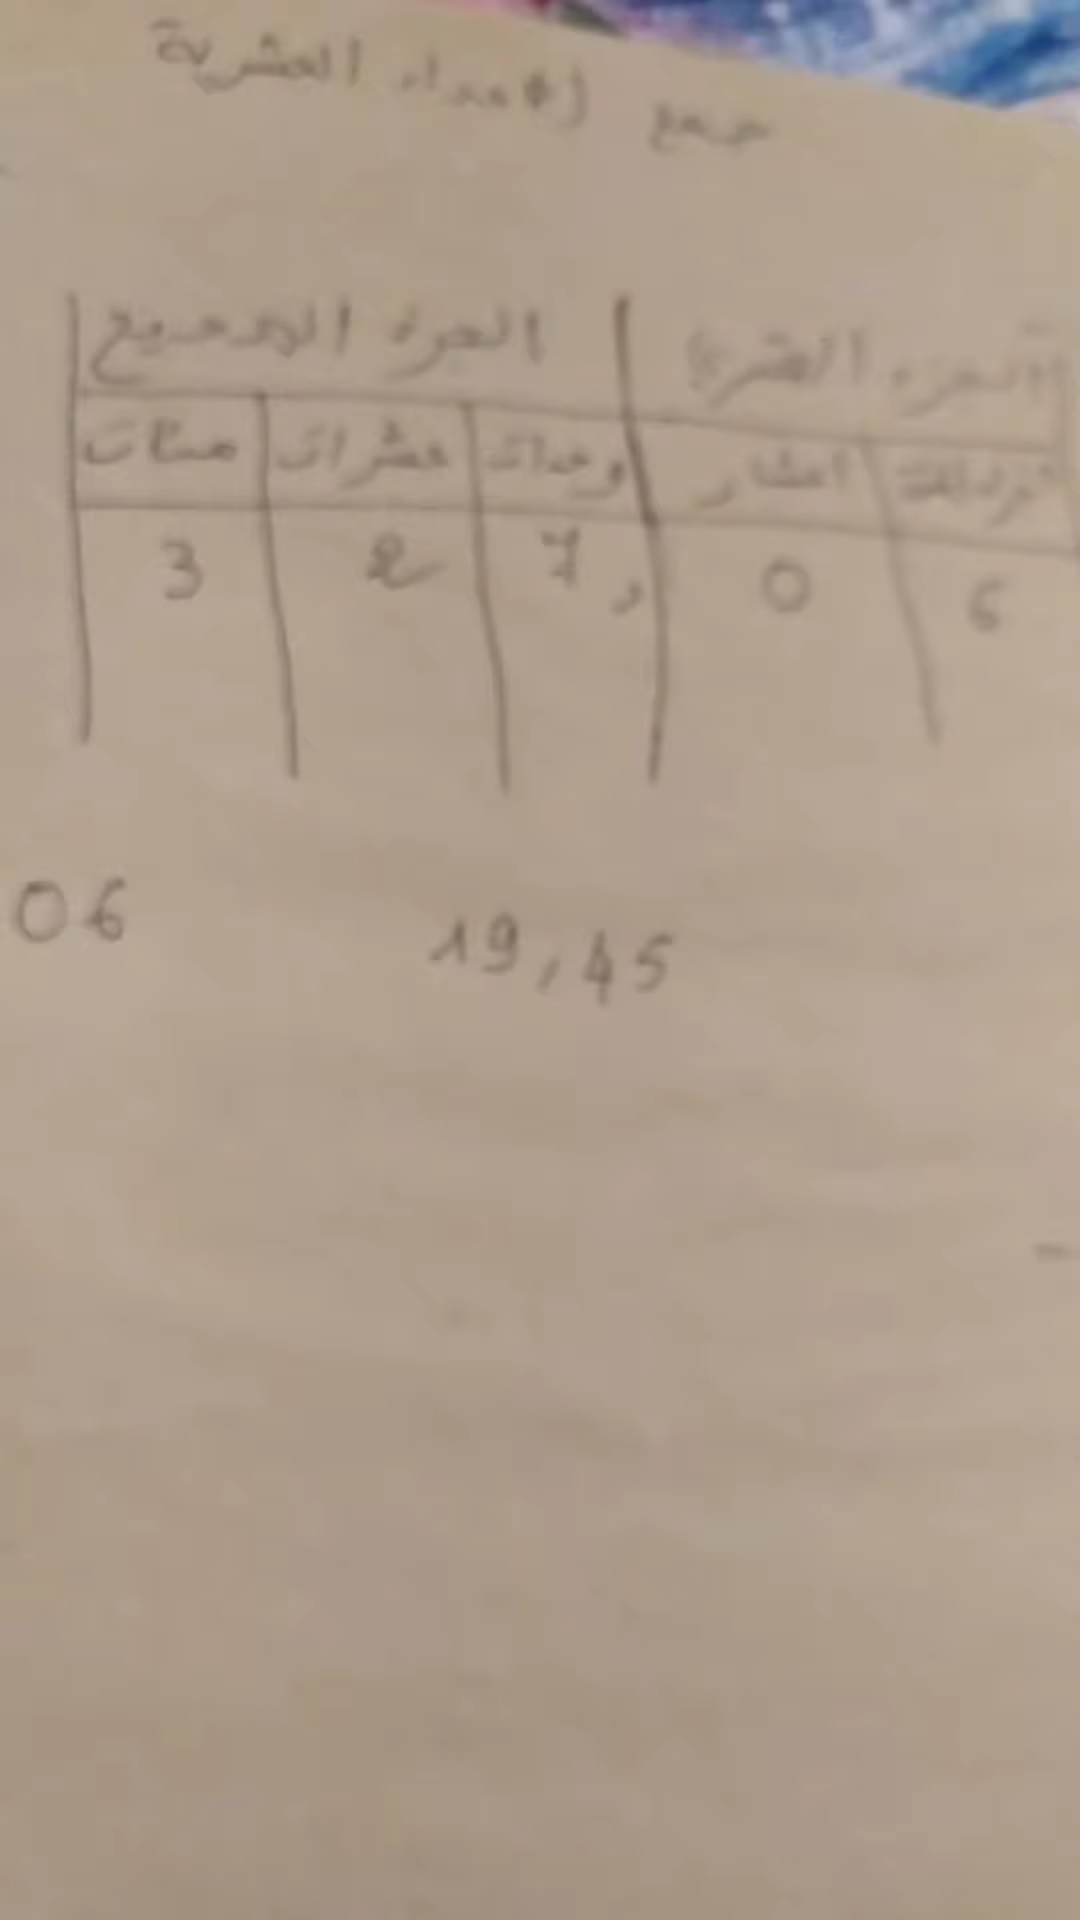 جمع الأعداد العشرية
الجزء الصحيح الجزء العشري
مئات عشرات وحدات أعشار
3 2 7, 0 6
06 19,45